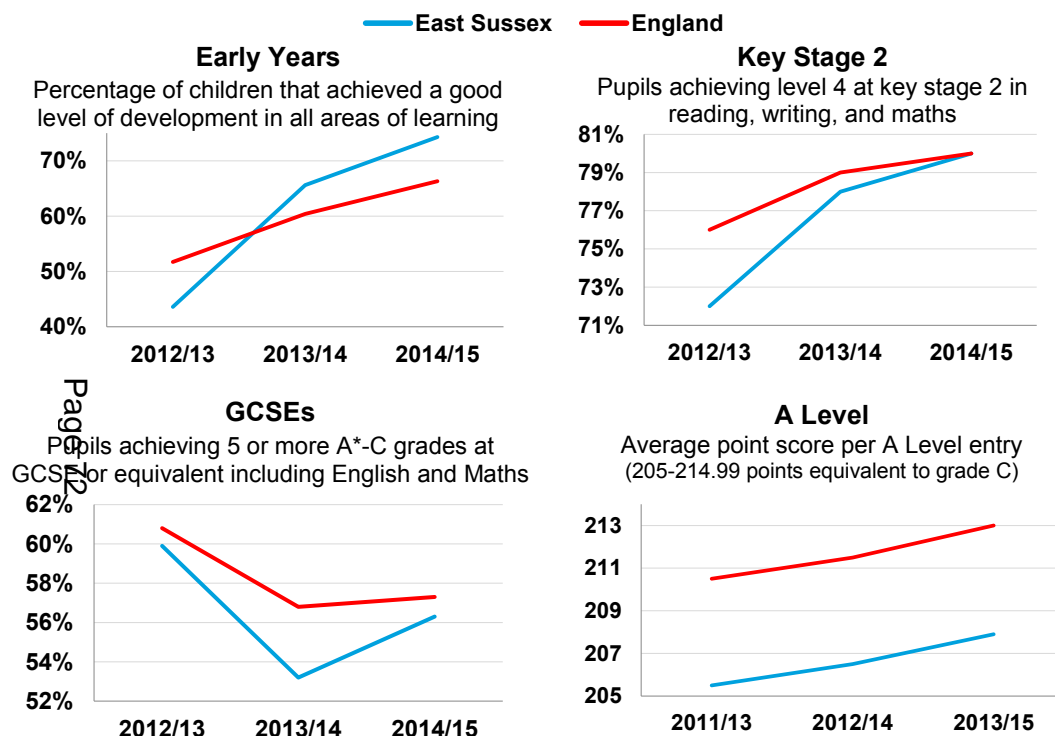 East Sussex England
Early Years
Percentage of children that achieved a good
level of development in all areas of learning
70%
60%
50%
40%
2012/13 2013/14 2014/15
Key Stage 2
Pupils achieving level 4 at key stage 2 in
reading, writing, and maths
81%
79%
77%
75%
73%
71%
2012/13 2013/14 2014/15
Page 72
GCSEs
Pupils achieving 5 or more A*-C grades at
GCSE or equivalent including English and Maths
62%
60%
58%
56%
54%
52%
2012/13 2013/14 2014/15
A Level
Average point score per A Level entry
(205-214.99 points equivalent to grade C)
213
211
209
207
205
2011/13 2012/14 2013/15